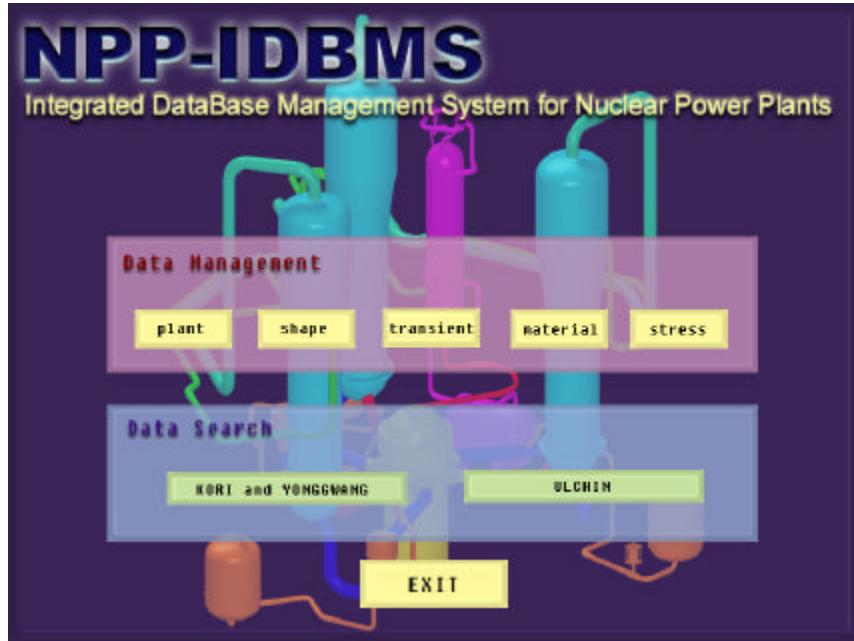 NPP-IDBMS
Integrated DataBase Management System for Nuclear Power Plants
Data Management
plant shape transient material stress
Data Search
KORI and YONGGWANG ULCHIN
EXIT